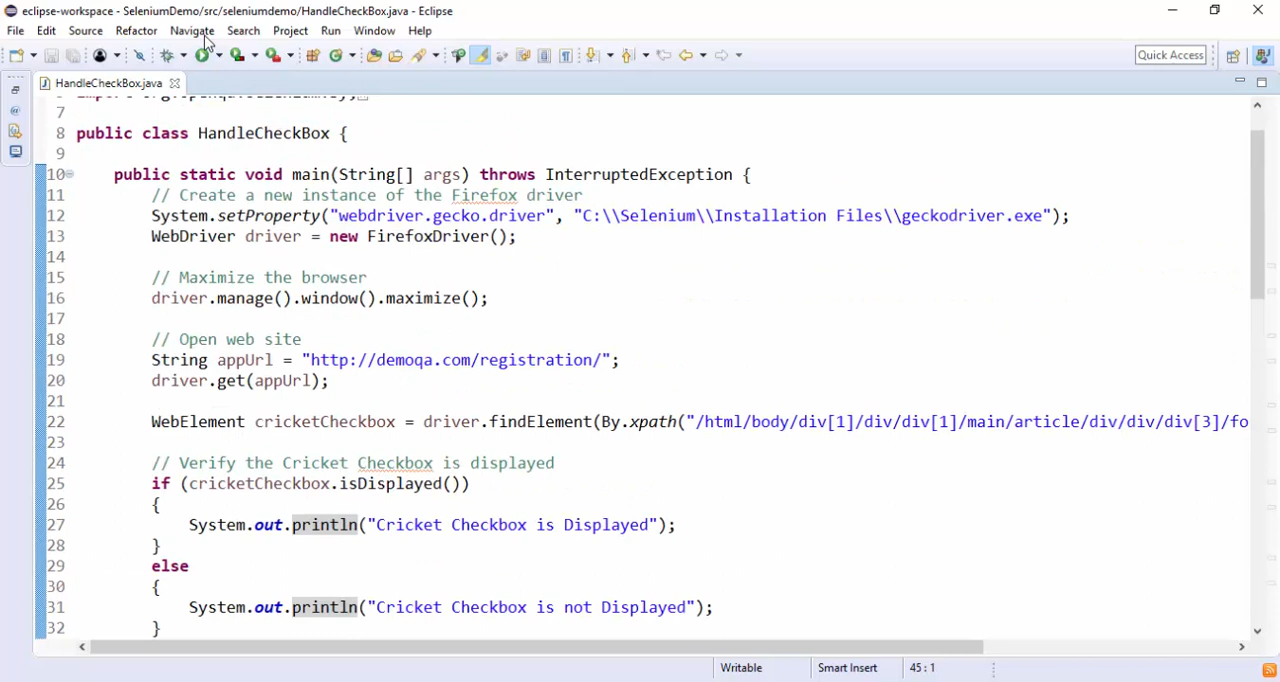 eclipse-workspace - SeleniumDemo/src/seleniumdemo/HandleCheckBox.java - Eclipse
File Edit Source Refactor Navigate Search Project Run Window Help
Quick Access
HandleCheckBox.java
7
8 public class HandleCheckBox {
9
10 public static void main(String[] args) throws InterruptedException {
11 // Create a new instance of the Firefox driver
12 System.setProperty("webdriver.gecko.driver", "C:\\Selenium\\Installation Files\\geckodriver.exe");
13 WebDriver driver = new FirefoxDriver();
14
15 // Maximize the browser
16 driver.manage().window().maximize();
17
18 // Open web site
19 String appUrl = "http://demoqa.com/registration/";
20 driver.get(appUrl);
21
22 WebElement cricketCheckbox = driver.findElement(By.xpath("/html/body/div[1]/div/div[1]/main/article/div/div/div[3]/fo
23
24 // Verify the Cricket Checkbox is displayed
25 if (cricketCheckbox.isDisplayed())
26 {
27 System.out.println("Cricket Checkbox is Displayed");
28 }
29 else
30 {
31 System.out.println("Cricket Checkbox is not Displayed");
32 }
Writable Smart Insert 45 : 1